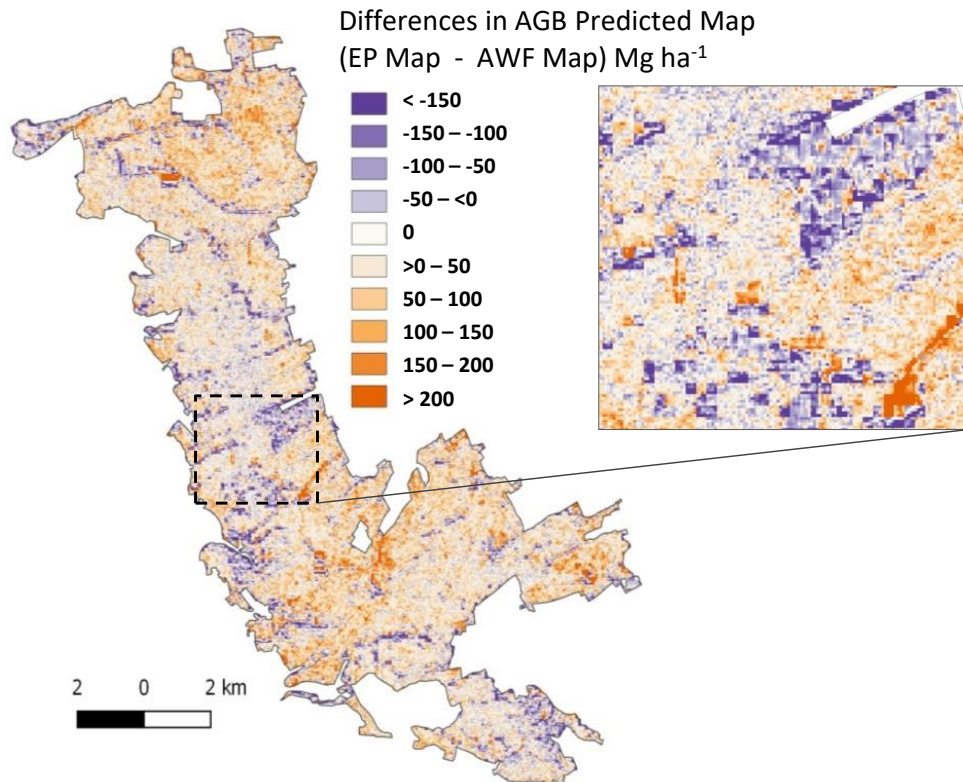 Differences in AGB Predicted Map
(EP Map - AWF Map) Mg ha-1
< -150
-150 – -100
-100 – -50
-50 – <0
0
>0 – 50
50 – 100
100 – 150
150 – 200
> 200
2 0 2 km